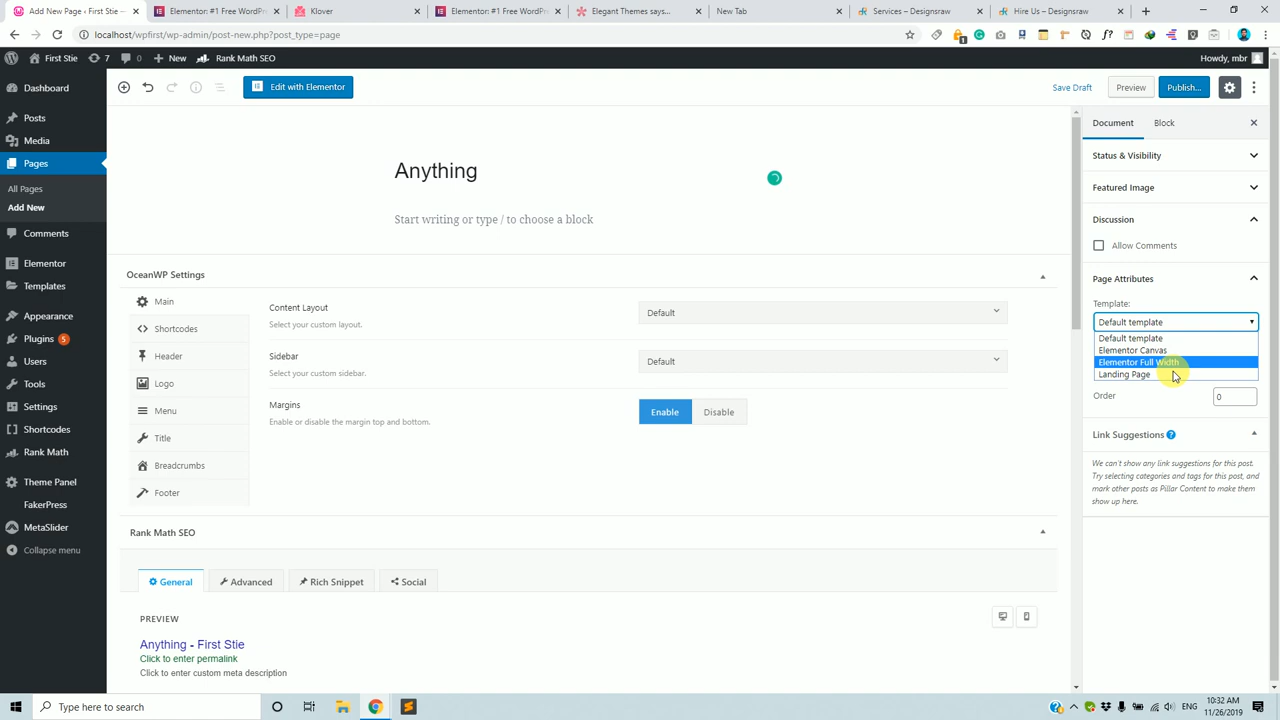 Add New Page ‹ First Stie —
Elementor: #1 Free WordPr
Klover
Elementor: #1 Free WordPr
Elegant Themes says...
New Tab
Services – Designsraw
Hire Us – Designsraw
localhost/wpfirst/wp-admin/post-new.php?post_type=page
First Stie 7 0 New Rank Math SEO Howdy, mbr
Dashboard
Posts
Media
Pages
All Pages
Add New
Comments
Elementor
Templates
Appearance
Plugins 5
Users
Tools
Settings
Shortcodes
Rank Math
Theme Panel
FakerPress
MetaSlider
Collapse menu
Edit with Elementor
Save Draft
Preview
Publish...
Anything
Start writing or type / to choose a block
OceanWP Settings
Main
Shortcodes
Header
Logo
Menu
Title
Breadcrumbs
Footer
Content Layout
Select your custom layout.
Default
Sidebar
Select your custom sidebar.
Default
Margins
Enable or disable the margin top and bottom.
Enable Disable
Rank Math SEO
General
Advanced
Rich Snippet
Social
PREVIEW
Anything - First Stie
Click to enter permalink
Click to enter custom meta description
Document
Block
Status & Visibility
Featured Image
Discussion
Allow Comments
Page Attributes
Template:
Default template
Default template
Elementor Canvas
Elementor Full Width
Landing Page
Order
0
Link Suggestions
We can't show any link suggestions for this post.
Try selecting categories and tags for this post, and
mark other posts as Pillar Content to make them
show up here.
Type here to search
ENG
10:32 AM
11/26/2019